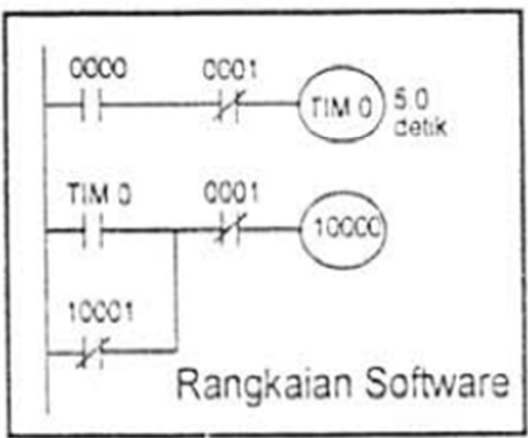 0000 0001
TIM 0 5.0
detik
TIM 0 0001
10000
10001
Rangkaian Software